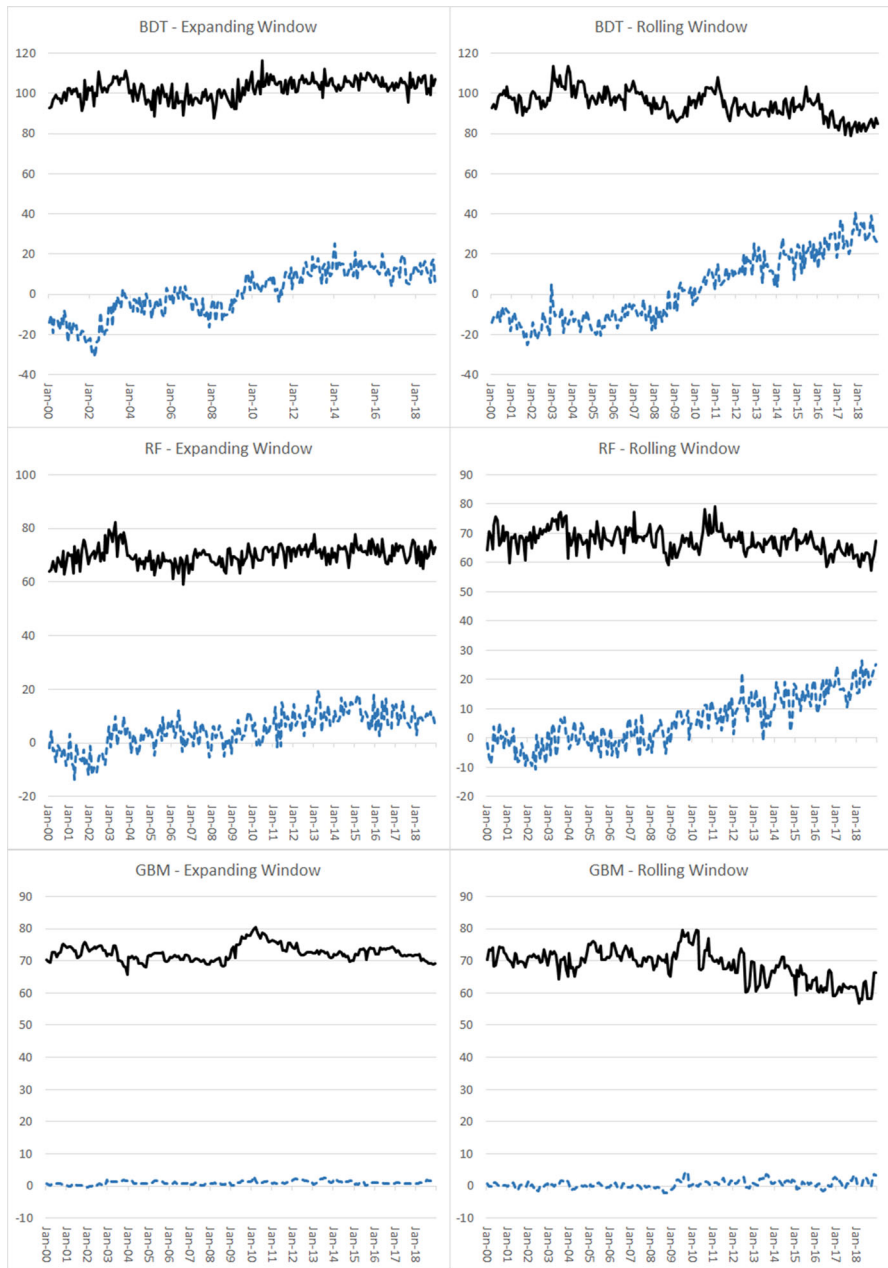 BDT - Expanding Window
120
100
80
60
40
20
0
-20
-40
Jan-00
Jan-02
Jan-04
Jan-06
Jan-08
Jan-10
Jan-12
Jan-14
Jan-16
Jan-18
BDT - Rolling Window
120
100
80
60
40
20
0
-20
-40
Jan-00
Jan-01
Jan-02
Jan-03
Jan-04
Jan-05
Jan-06
Jan-07
Jan-08
Jan-09
Jan-10
Jan-11
Jan-12
Jan-13
Jan-14
Jan-15
Jan-16
Jan-17
Jan-18
RF - Expanding Window
100
80
60
40
20
0
-20
Jan-00
Jan-01
Jan-02
Jan-03
Jan-04
Jan-05
Jan-06
Jan-07
Jan-08
Jan-09
Jan-10
Jan-11
Jan-12
Jan-13
Jan-14
Jan-15
Jan-16
Jan-17
Jan-18
RF - Rolling Window
90
80
70
60
50
40
30
20
10
0
-10
-20
Jan-00
Jan-01
Jan-02
Jan-03
Jan-04
Jan-05
Jan-06
Jan-07
Jan-08
Jan-09
Jan-10
Jan-11
Jan-12
Jan-13
Jan-14
Jan-15
Jan-16
Jan-17
Jan-18
GBM - Expanding Window
90
80
70
60
50
40
30
20
10
0
-10
Jan-00
Jan-01
Jan-02
Jan-03
Jan-04
Jan-05
Jan-06
Jan-07
Jan-08
Jan-09
Jan-10
Jan-11
Jan-12
Jan-13
Jan-14
Jan-15
Jan-16
Jan-17
Jan-18
GBM - Rolling Window
90
80
70
60
50
40
30
20
10
0
-10
Jan-00
Jan-01
Jan-02
Jan-03
Jan-04
Jan-05
Jan-06
Jan-07
Jan-08
Jan-09
Jan-10
Jan-11
Jan-12
Jan-13
Jan-14
Jan-15
Jan-16
Jan-17
Jan-18